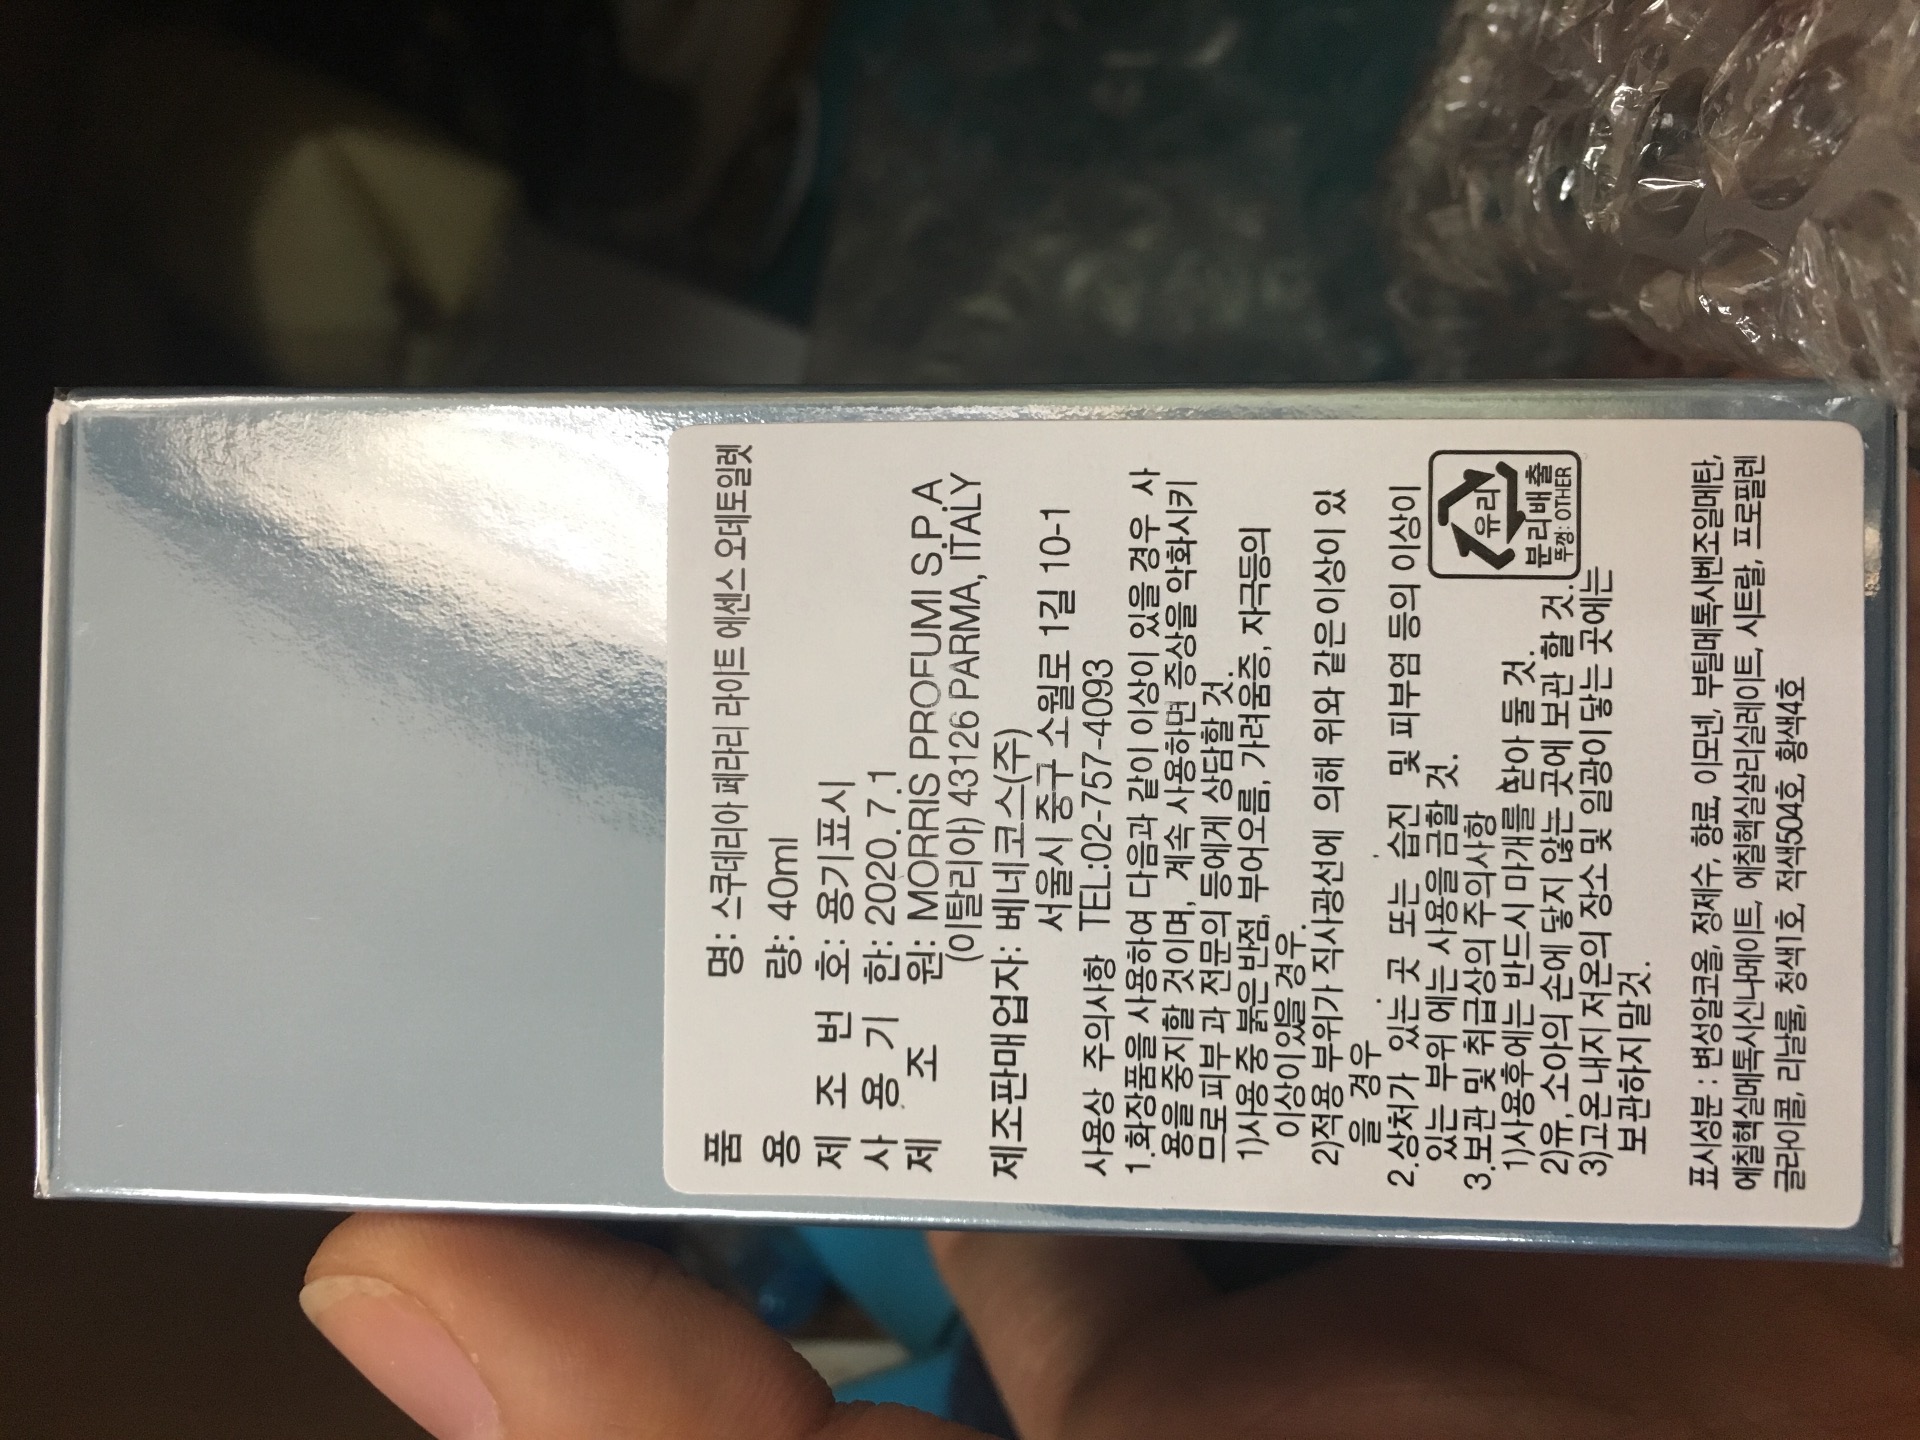 품 명: 스쿠데리아 페라리 라이트 에센스 오데토일렛
용 량: 40ml
제 조 번 호: 용기표시
사 용 기 한: 2020. 7. 1
제 조 원: MORRIS PROFUMI S.P.A
(이탈리아) 43126 PARMA, ITALY
제조판매업자: 베네코스(주)
서울시 중구 소월로 1길 10-1
사용상 주의사항 TEL:02-757-4093
1.화장품을 사용하여 다음과 같이 이상이 있을 경우 사
용을 중지할 것이며, 계속 사용하면 증상을 악화시키
므로 피부과 전문의 등에게 상담할 것.
1)사용 중 붉은 반점, 부어오름, 가려움증, 자극등의
이상이 있을 경우.
2)적용 부위가 직사광선에 의해 위와 같은이상이 있
을 경우
2.상처가 있는 곳 또는 습진 및 피부염 등의 이상이
있는 부위 에는 사용을 금할 것.
3.보관 및 취급상의 주의사항
1)사용후에는 반드시 마개를 닫아 둘 것.
2)유, 소아의 손에 닿지 않는 곳에 보관 할 것.
3)고온 내지 저온의 장소 및 일광이 닿는 곳에는
보관하지 말것.
유리
분리배출
뚜껑: OTHER
표시성분 : 변성알코올, 정제수, 향료, 이모넨, 부틸메톡시벤조일메탄,
에칠헥실메톡시신나메이트, 에칠헥실살리실레이트, 시트랄, 프로필렌
글라이콜, 리날룰, 청색1호, 적색504호, 황색4호